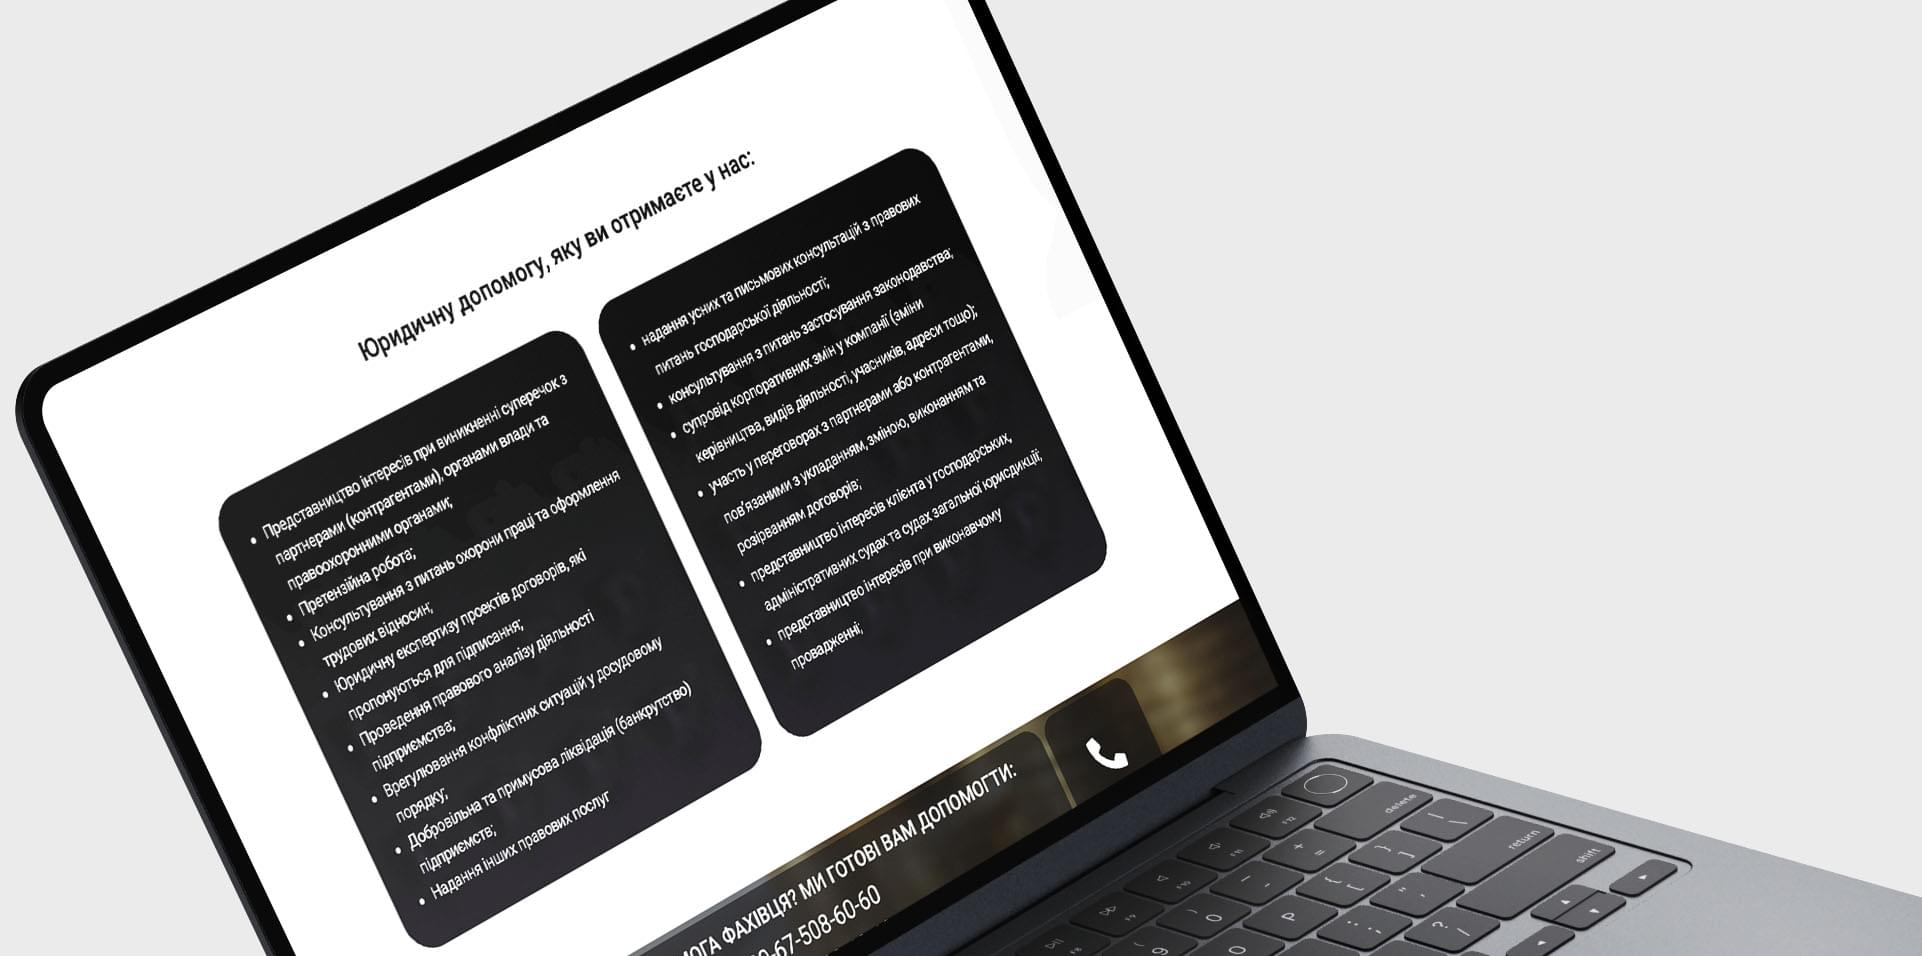 Юридичну допомогу, яку ви отримаєте у нас:
• Представництво інтересів при виникненні суперечок з
партнерами (контрагентами), органами влади та
правоохоронними органами;
• Претензійна робота;
• Консультування з питань охорони праці та оформлення
трудових відносин;
• Юридичну експертизу проектів договорів, які
пропонуються для підписання;
• Проведення правового аналізу діяльності
підприємства;
• Врегулювання конфліктних ситуацій у досудовому
порядку;
• Добровільна та примусова ліквідація (банкрутство)
підприємств;
• Надання інших правових послуг
• надання усних та письмових консультацій з правових
питань господарської діяльності;
• консультування з питань застосування законодавства;
• супровід корпоративних змін у компанії (зміни
керівництва, видів діяльності, учасників, адреси тощо);
• участь у переговорах з партнерами або контрагентами,
пов'язаними з укладанням, зміною, виконанням та
розірванням договорів;
• представництво інтересів клієнта у господарських,
адміністративних судах та судах загальної юрисдикції;
• представництво інтересів при виконавчому
провадженні;
ФАХІВЦЯ? МИ ГОТОВІ ВАМ ДОПОМОГТИ:
0-67-508-60-60
delete
return
shift
F12
P